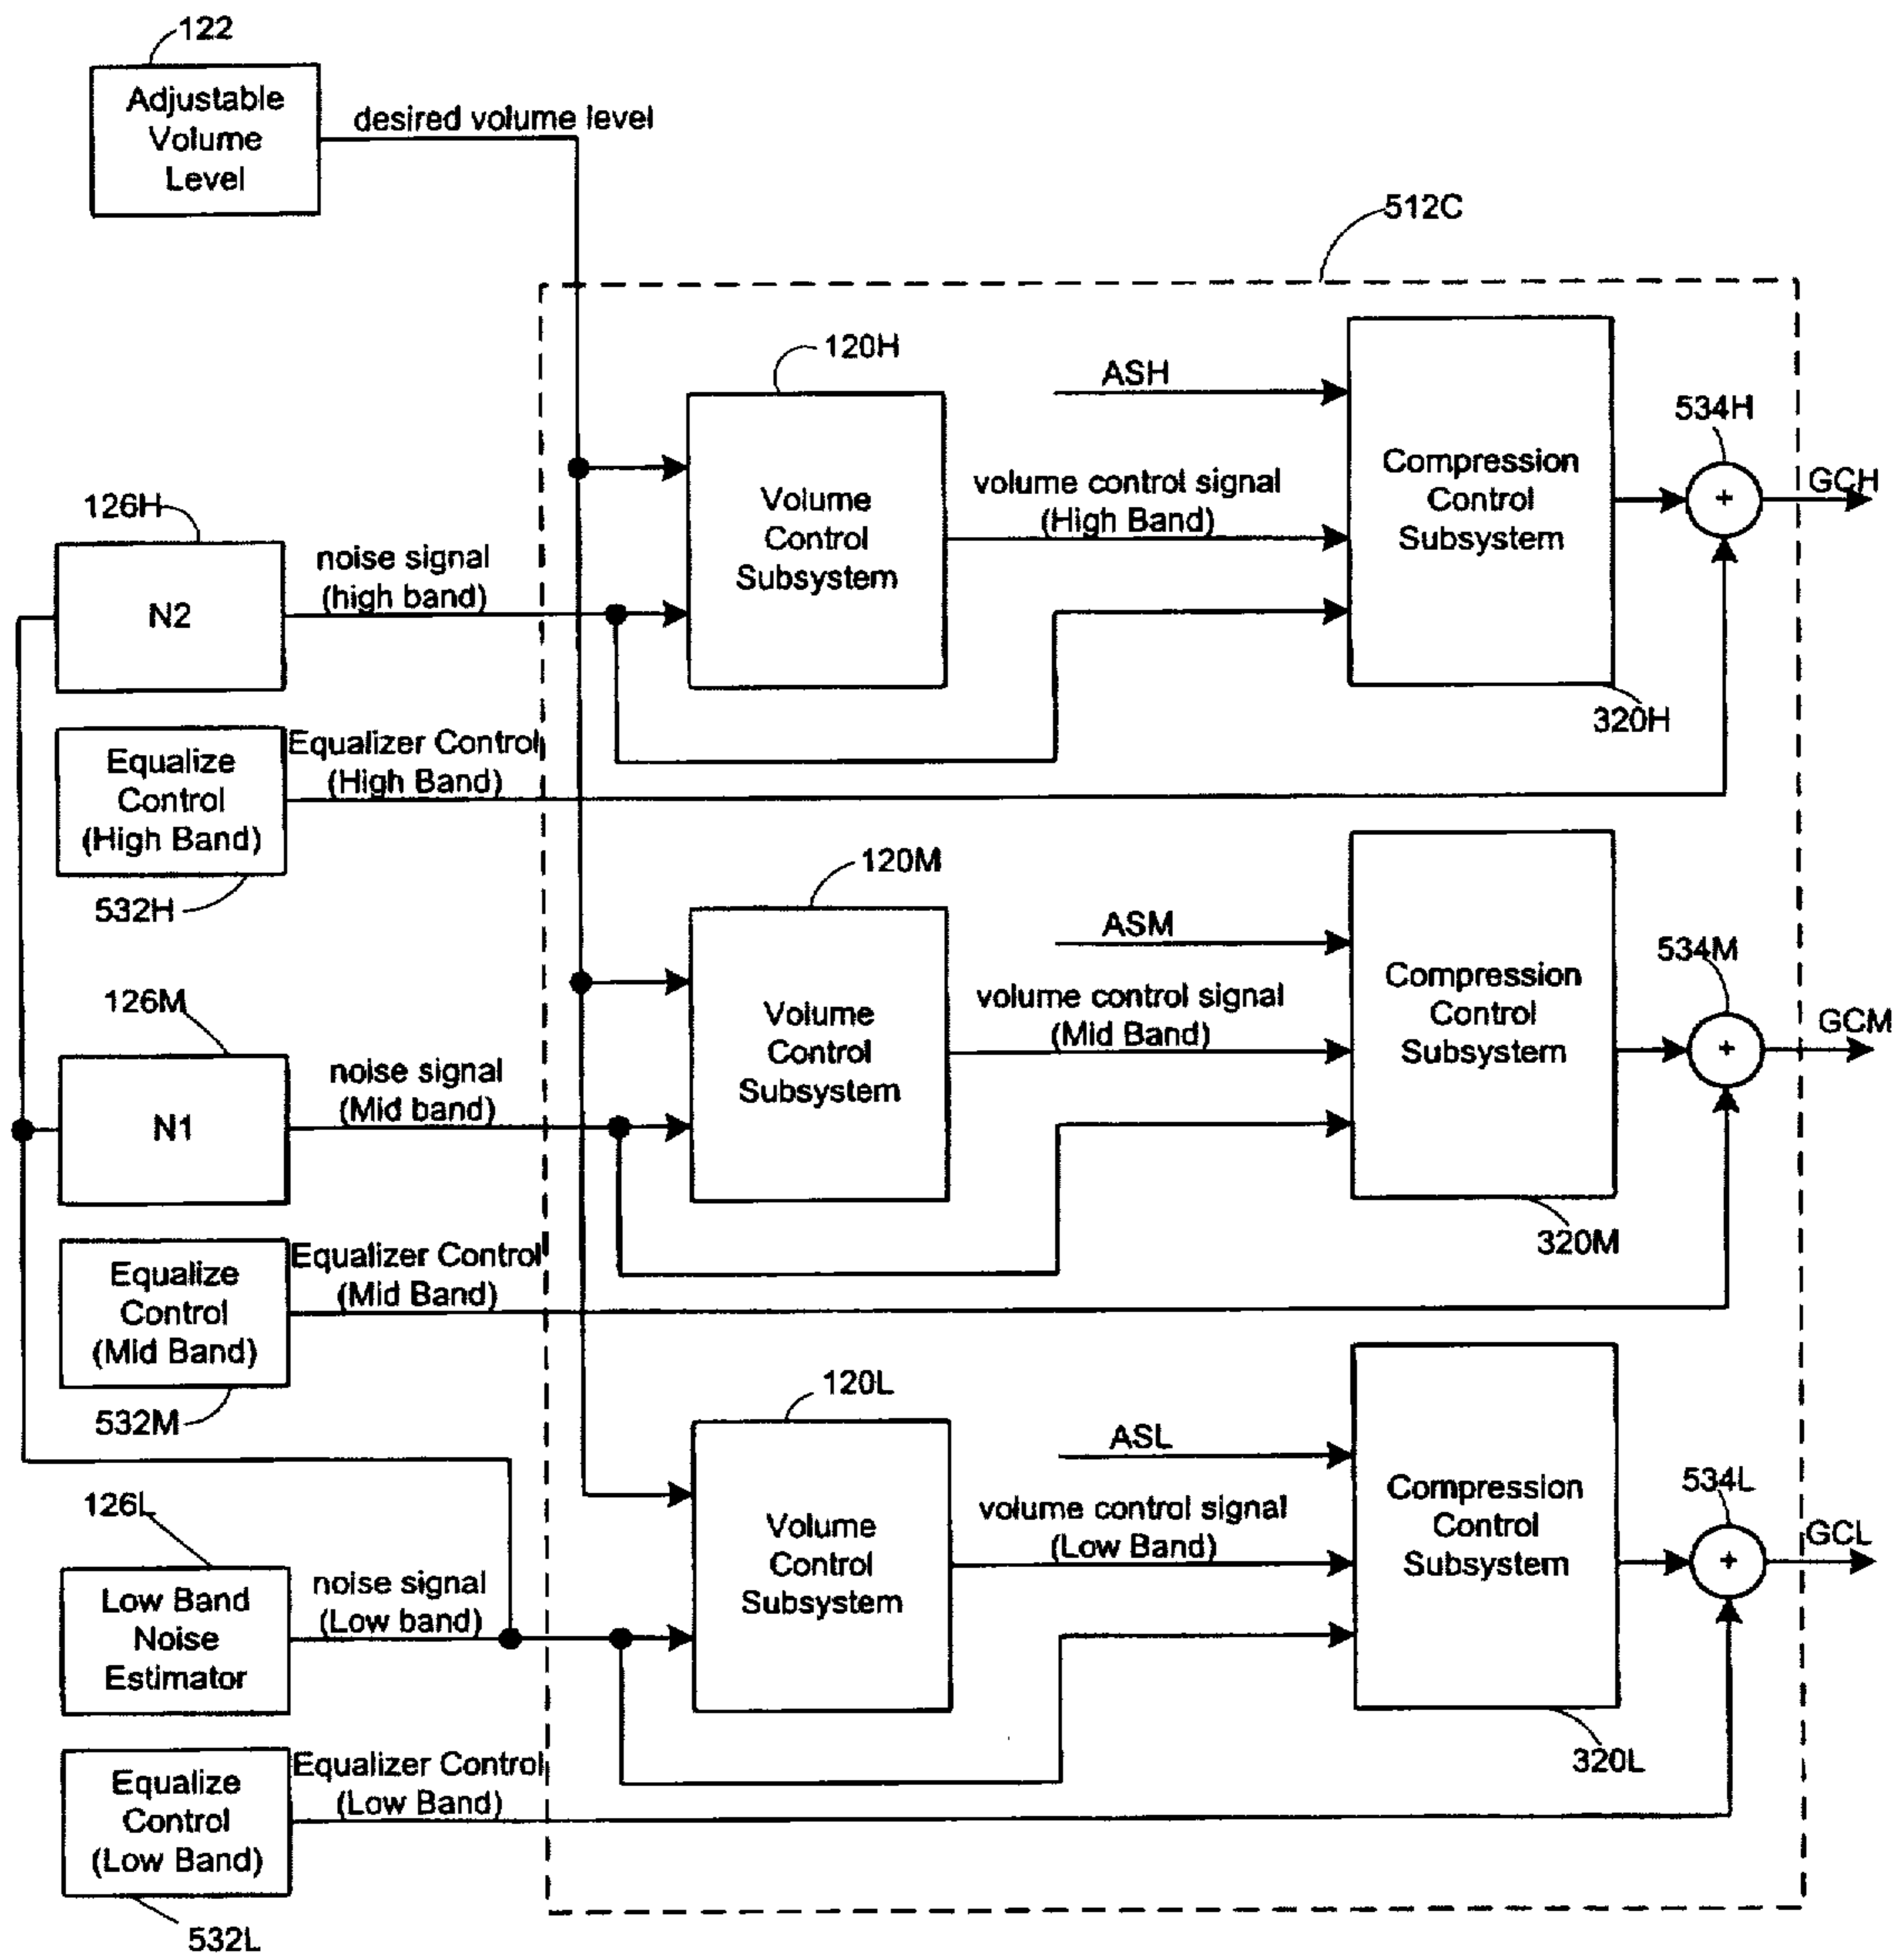 122
Adjustable
Volume
Level
desired volume level
512C
120H
ASH
534H
126H
Volume
Control
Subsystem
volume control signal
(High Band)
Compression
Control
Subsystem
+
GCH
noise signal
(high band)
N2
320H
Equalize
Control
(High Band)
Equalizer Control
(High Band)
532H
120M
ASM
534M
126M
Volume
Control
Subsystem
volume control signal
(Mid Band)
Compression
Control
Subsystem
+
GCM
noise signal
(Mid band)
N1
320M
Equalize
Control
(Mid Band)
Equalizer Control
(Mid Band)
532M
120L
ASL
534L
126L
Volume
Control
Subsystem
volume control signal
(Low Band)
Compression
Control
Subsystem
+
GCL
Low Band
Noise
Estimator
noise signal
(Low band)
320L
Equalize
Control
(Low Band)
Equalizer Control
(Low Band)
532L